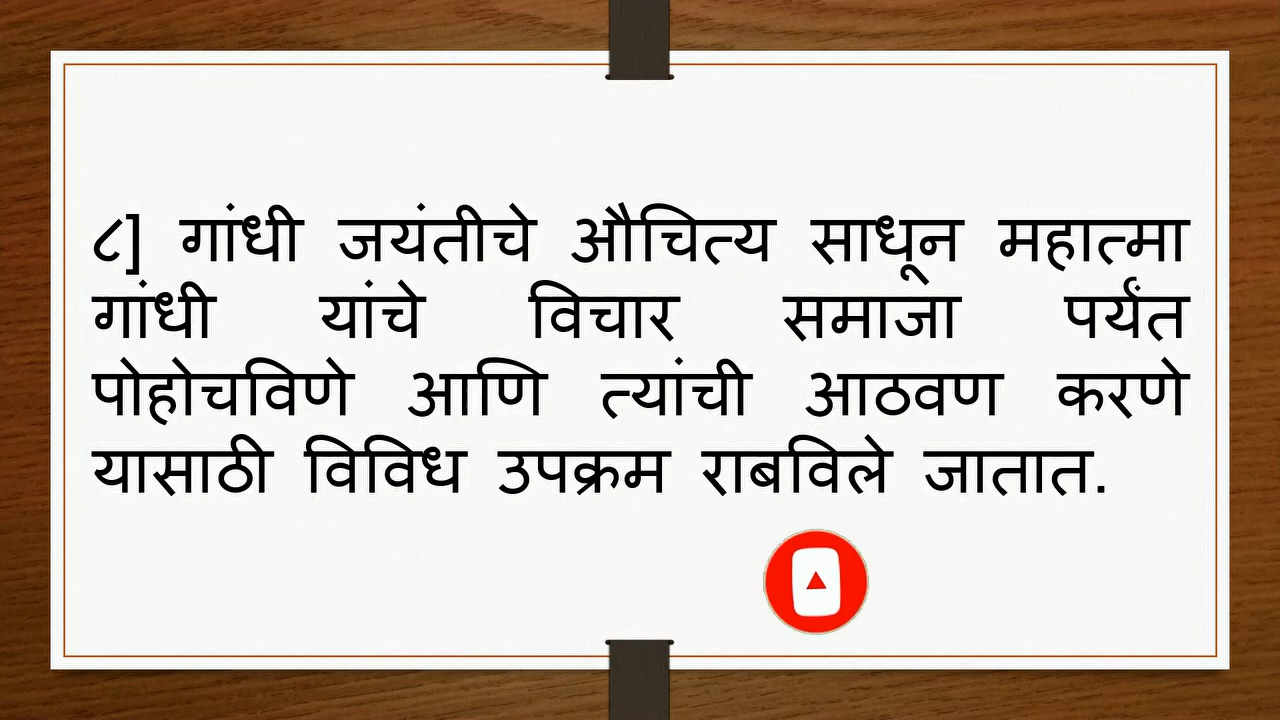 ८] गांधी जयंतीचे औचित्य साधून महात्मा
गांधी यांचे विचार समाजा पर्यंत
पोहोचविणे आणि त्यांची आठवण करणे
यासाठी विविध उपक्रम राबविले जातात.